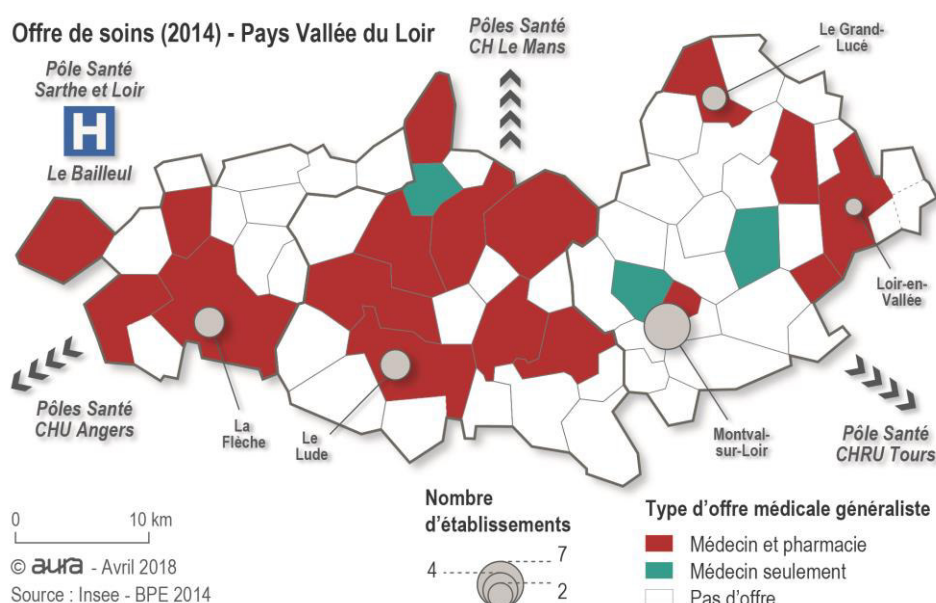 Offre de soins (2014) - Pays Vallée du Loir
Pôle Santé
Sarthe et Loir
H
Le Bailleul
Pôles Santé
CH Le Mans
Le Grand-
Lucé
Loir-en-
Vallée
Pôles Santé
CHU Angers
La
Flèche
Le
Lude
Montval-
sur-Loir
Pôle Santé
CHRU Tours
0 10 km
© aura - Avril 2018
Source : Insee - BPE 2014
Nombre
d'établissements
7
4
2
Type d'offre médicale généraliste
Médecin et pharmacie
Médecin seulement
Pas d'offre